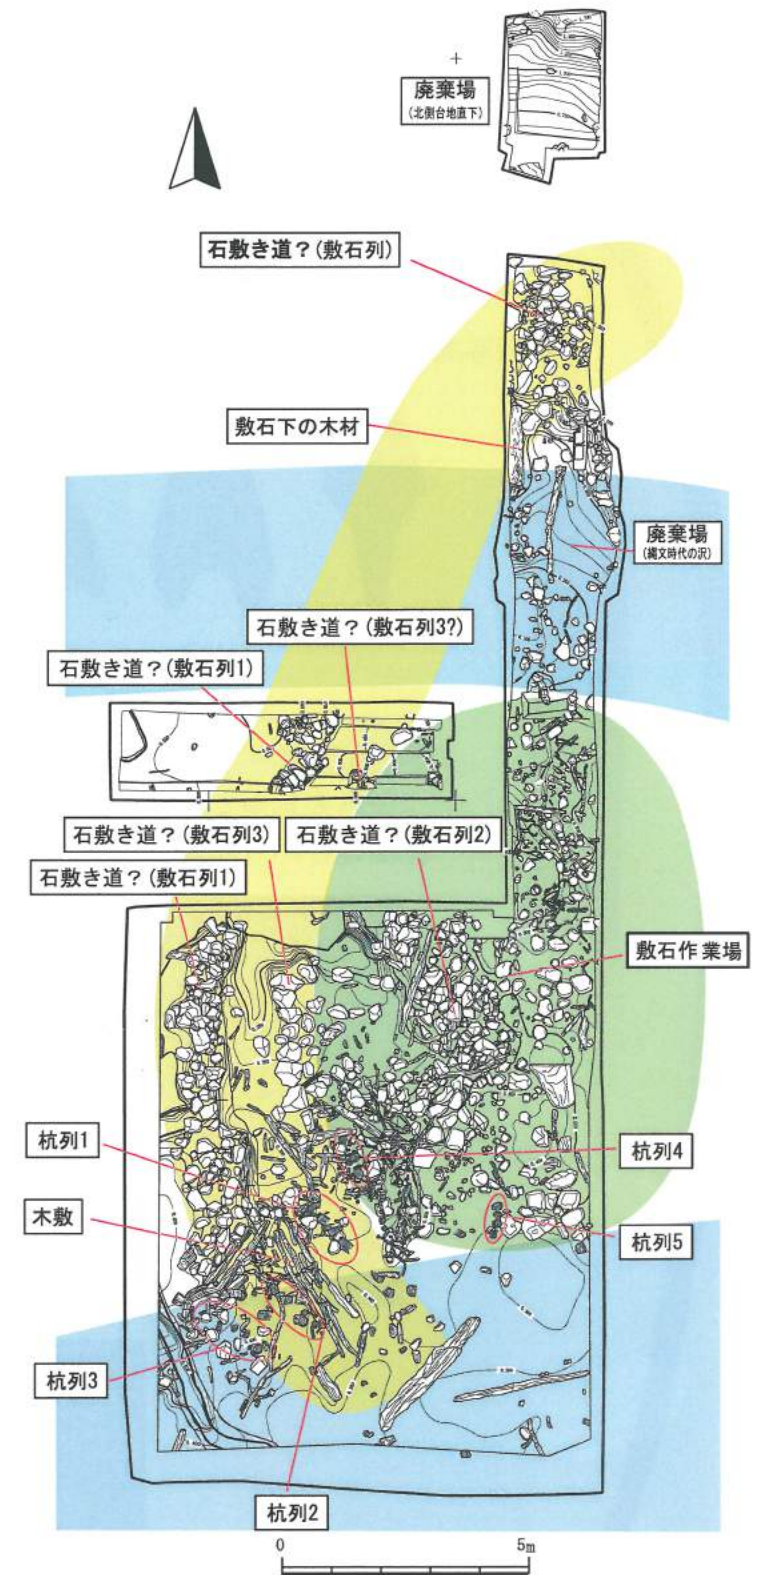 廃棄場
(北側台地直下)
石敷き道？(敷石列)
敷石下の木材
廃棄場
(縄文時代の沢)
石敷き道？(敷石列3?)
石敷き道？(敷石列1)
石敷き道？(敷石列3)
石敷き道？(敷石列2)
石敷き道？(敷石列1)
敷石作業場
杭列1
杭列4
木敷
杭列5
杭列3
杭列2
0
5m